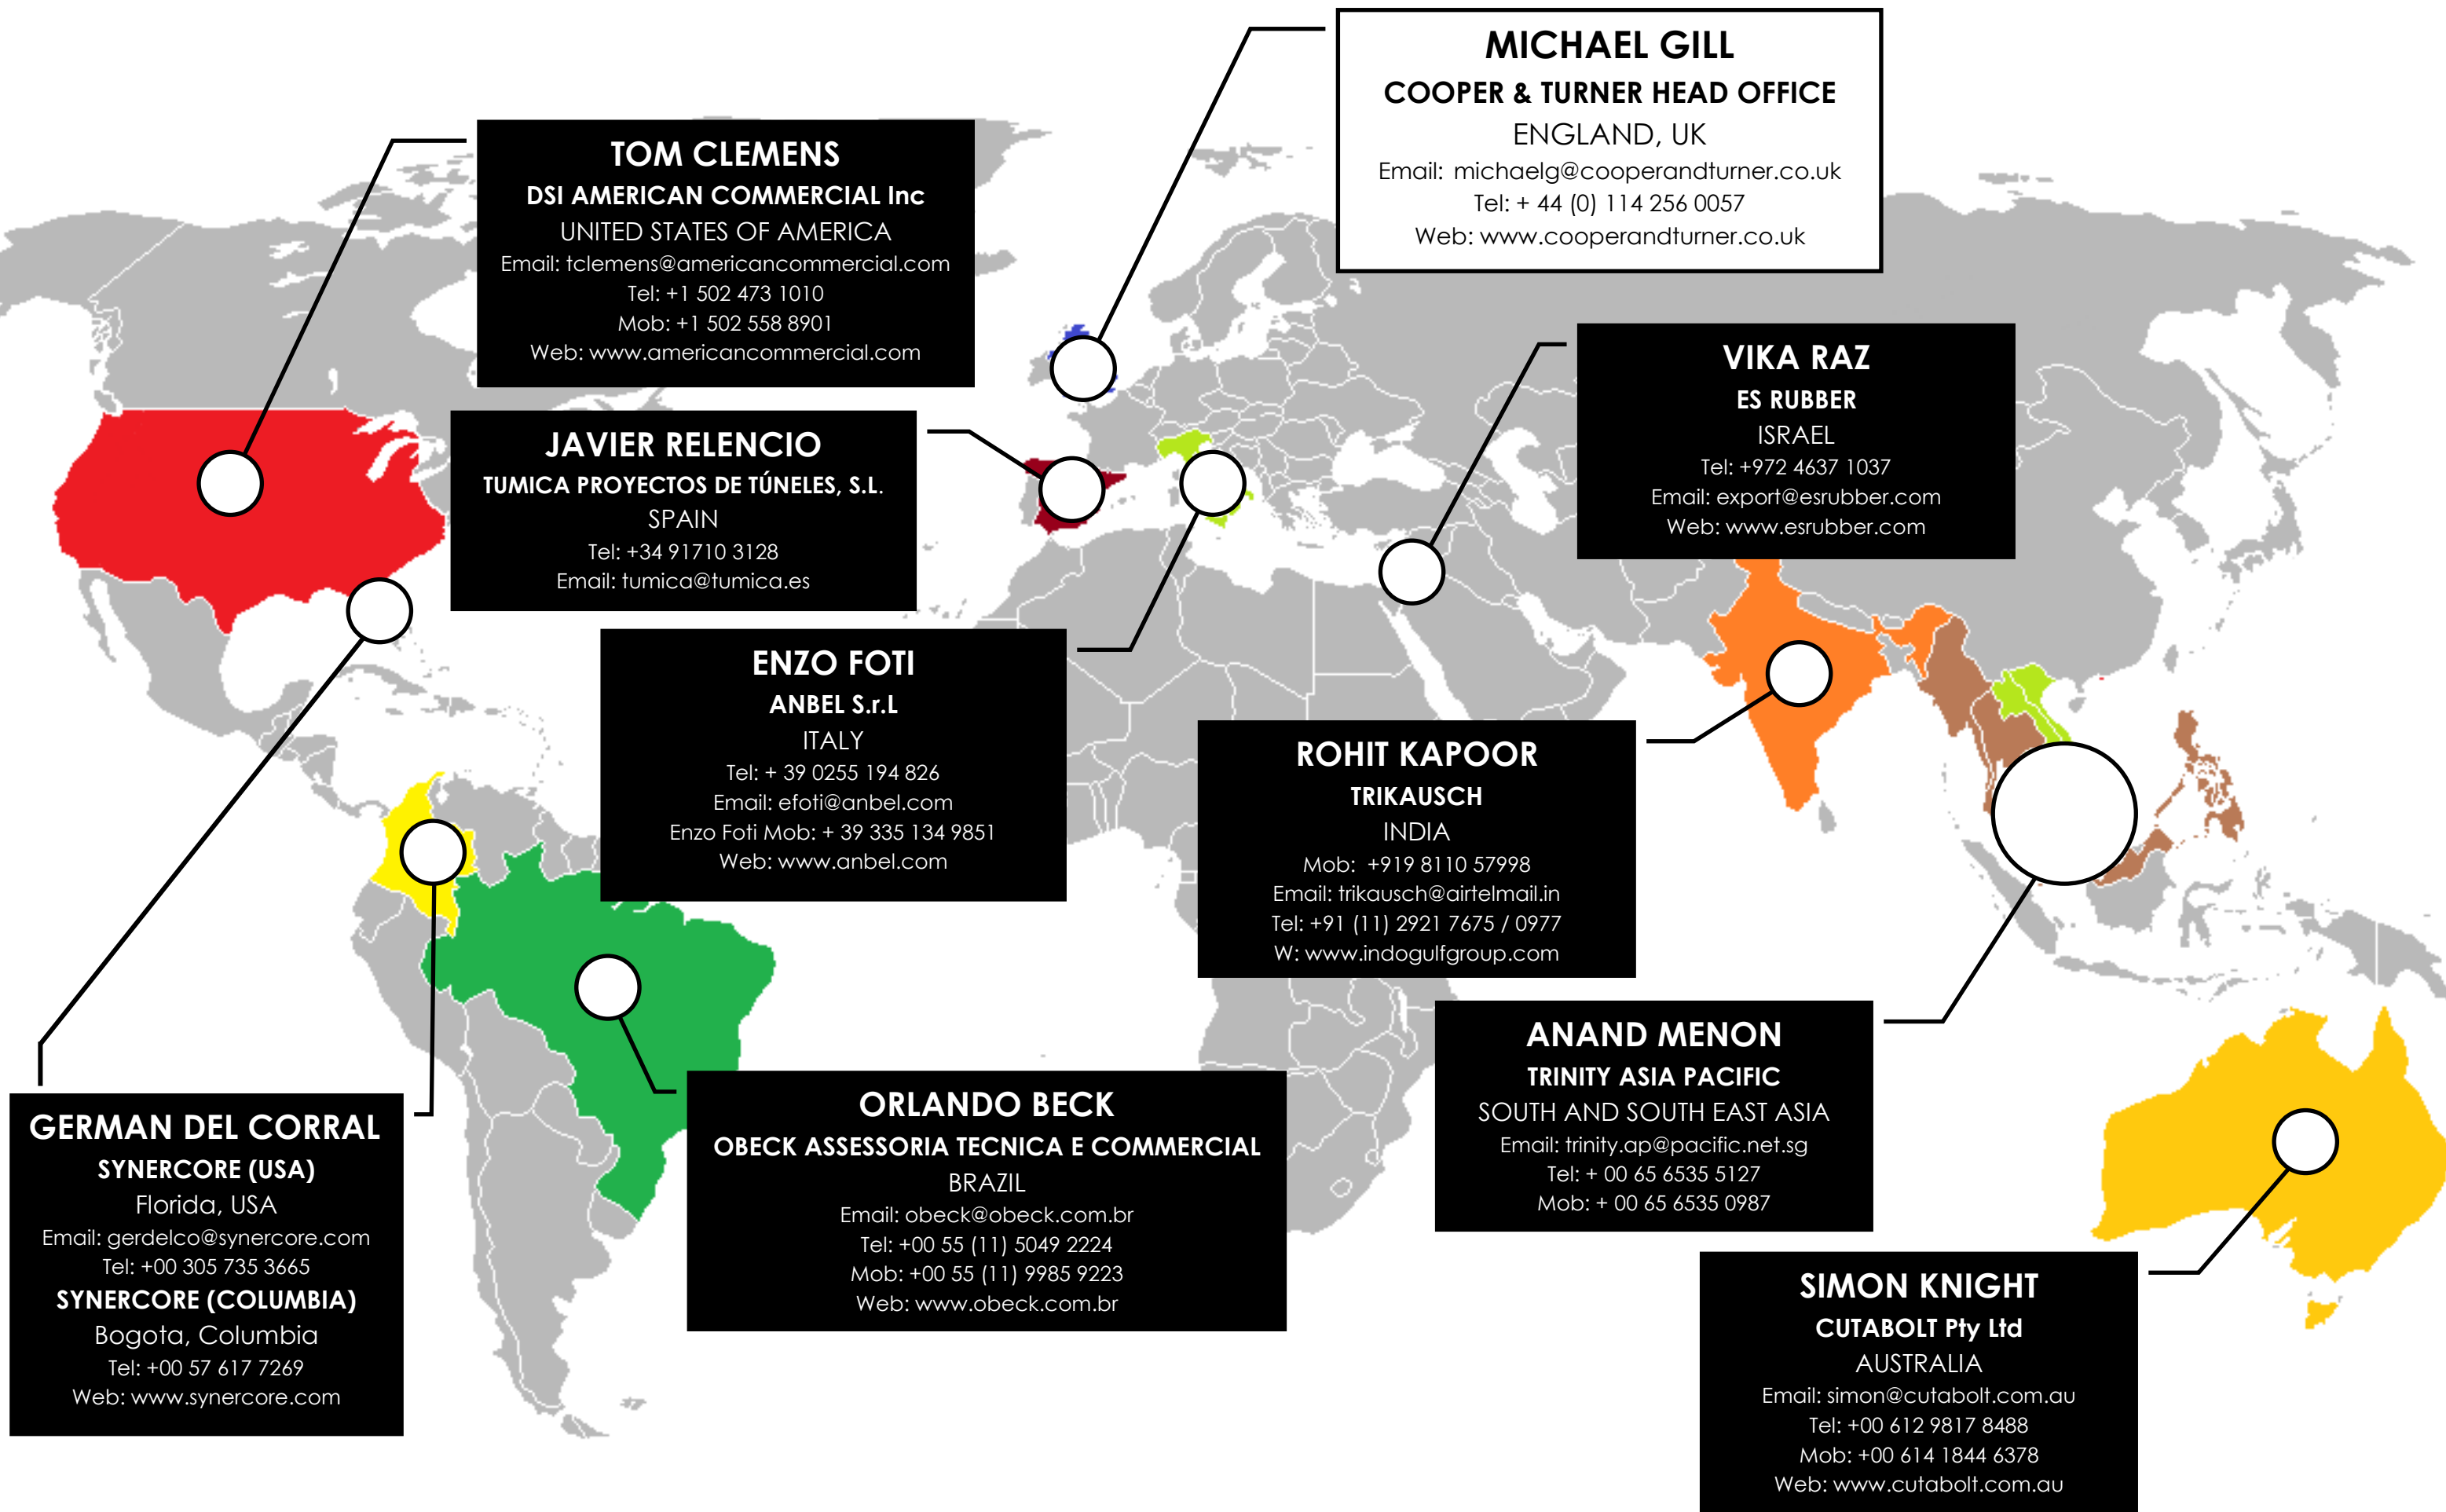 MICHAEL GILL
COOPER & TURNER HEAD OFFICE
ENGLAND, UK
Email: michaelg@cooperandturner.co.uk
Tel: + 44 (0) 114 256 0057
Web: www.cooperandturner.co.uk
TOM CLEMENS
DSI AMERICAN COMMERCIAL Inc
UNITED STATES OF AMERICA
Email: tclemens@americancommercial.com
Tel: +1 502 473 1010
Mob: +1 502 558 8901
Web: www.americancommercial.com
VIKA RAZ
ES RUBBER
ISRAEL
Tel: +972 4637 1037
Email: export@esrubber.com
Web: www.esrubber.com
JAVIER RELENCIO
TUMICA PROYECTOS DE TÚNELES, S.L.
SPAIN
Tel: +34 91710 3128
Email: tumica@tumica.es
ENZO FOTI
ANBEL S.r.L
ITALY
Tel: + 39 0255 194 826
Email: efoti@anbel.com
Enzo Foti Mob: + 39 335 134 9851
Web: www.anbel.com
ROHIT KAPOOR
TRIKAUSCH
INDIA
Mob: +919 8110 57998
Email: trikausch@airtelmail.in
Tel: +91 (11) 2921 7675 / 0977
W: www.indogulfgroup.com
ANAND MENON
TRINITY ASIA PACIFIC
SOUTH AND SOUTH EAST ASIA
Email: trinity.ap@pacific.net.sg
Tel: + 00 65 6535 5127
Mob: + 00 65 6535 0987
GERMAN DEL CORRAL
SYNERCORE (USA)
Florida, USA
Email: gerdelco@synercore.com
Tel: +00 305 735 3665
SYNERCORE (COLUMBIA)
Bogota, Columbia
Tel: +00 57 617 7269
Web: www.synercore.com
ORLANDO BECK
OBECK ASSESSORIA TECNICA E COMMERCIAL
BRAZIL
Email: obeck@obeck.com.br
Tel: +00 55 (11) 5049 2224
Mob: +00 55 (11) 9985 9223
Web: www.obeck.com.br
SIMON KNIGHT
CUTABOLT Pty Ltd
AUSTRALIA
Email: simon@cutabolt.com.au
Tel: +00 612 9817 8488
Mob: +00 614 1844 6378
Web: www.cutabolt.com.au